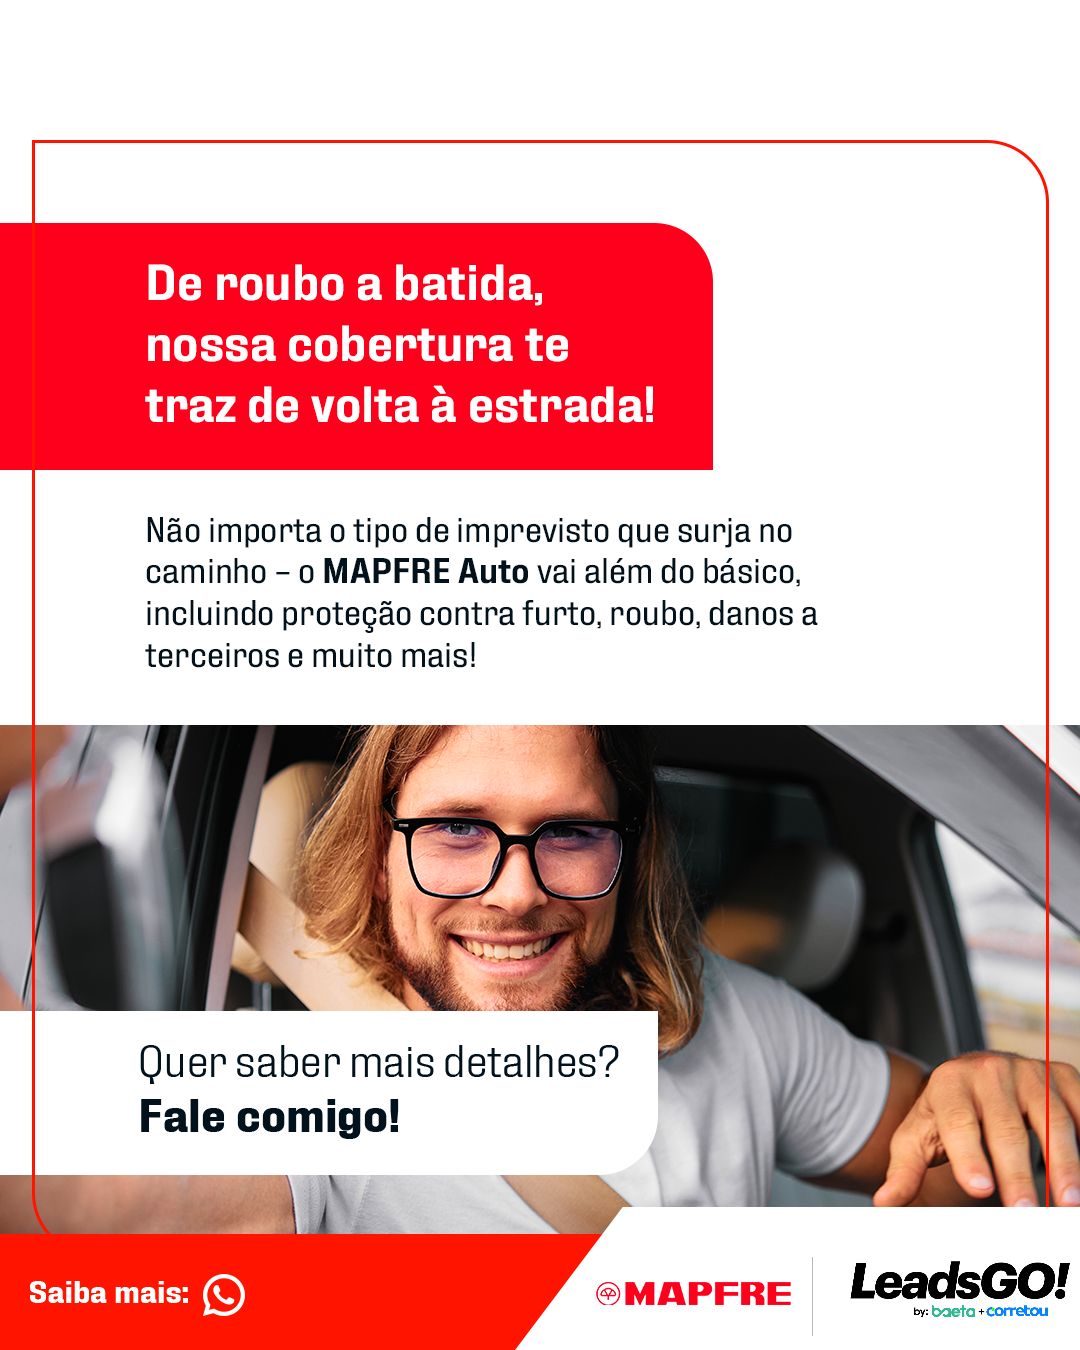 De roubo a batida,
nossa cobertura te
traz de volta à estrada!
Não importa o tipo de imprevisto que surja no
caminho – o MAPFRE Auto vai além do básico,
incluindo proteção contra furto, roubo, danos a
terceiros e muito mais!
Quer saber mais detalhes?
Fale comigo!
Saiba mais:
MAPFRE
LeadsGO!
by: baeta + corretou